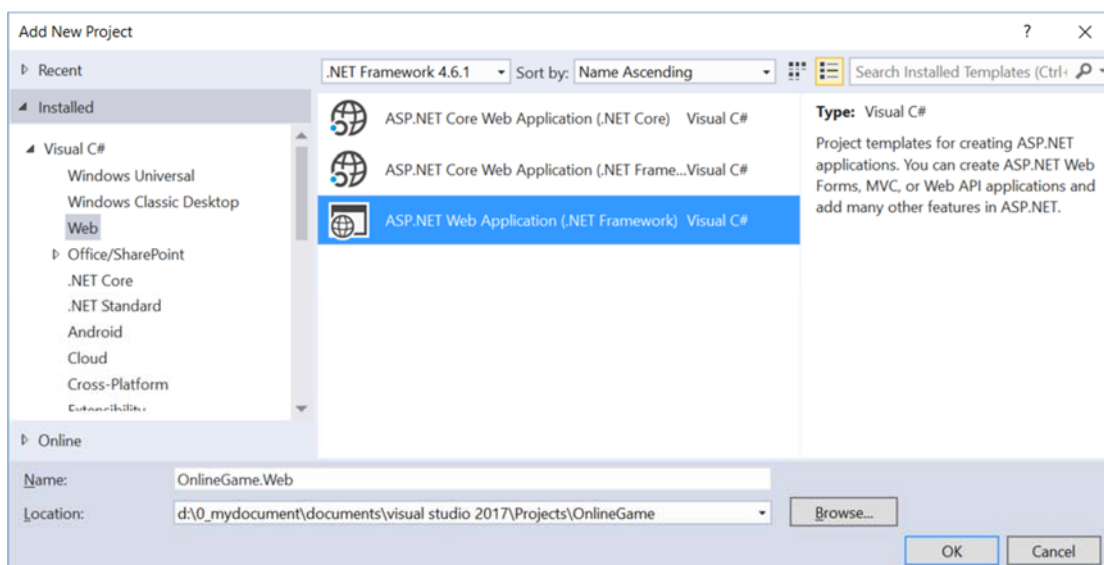 Add New Project ?
Recent
.NET Framework 4.6.1 Sort by: Name Ascending Search Installed Templates (Ctrl+
Installed
Visual C#
Windows Universal
Windows Classic Desktop
Web
Office/SharePoint
.NET Core
.NET Standard
Android
Cloud
Cross-Platform
Extensibility
Online
ASP.NET Core Web Application (.NET Core) Visual C#
ASP.NET Core Web Application (.NET Frame...Visual C#
ASP.NET Web Application (.NET Framework) Visual C#
Type: Visual C#
Project templates for creating ASP.NET
applications. You can create ASP.NET Web
Forms, MVC, or Web API applications and
add many other features in ASP.NET.
Name: OnlineGame.Web
Location: d:\0_mydocument\documents\visual studio 2017\Projects\OnlineGame Browse...
OK Cancel